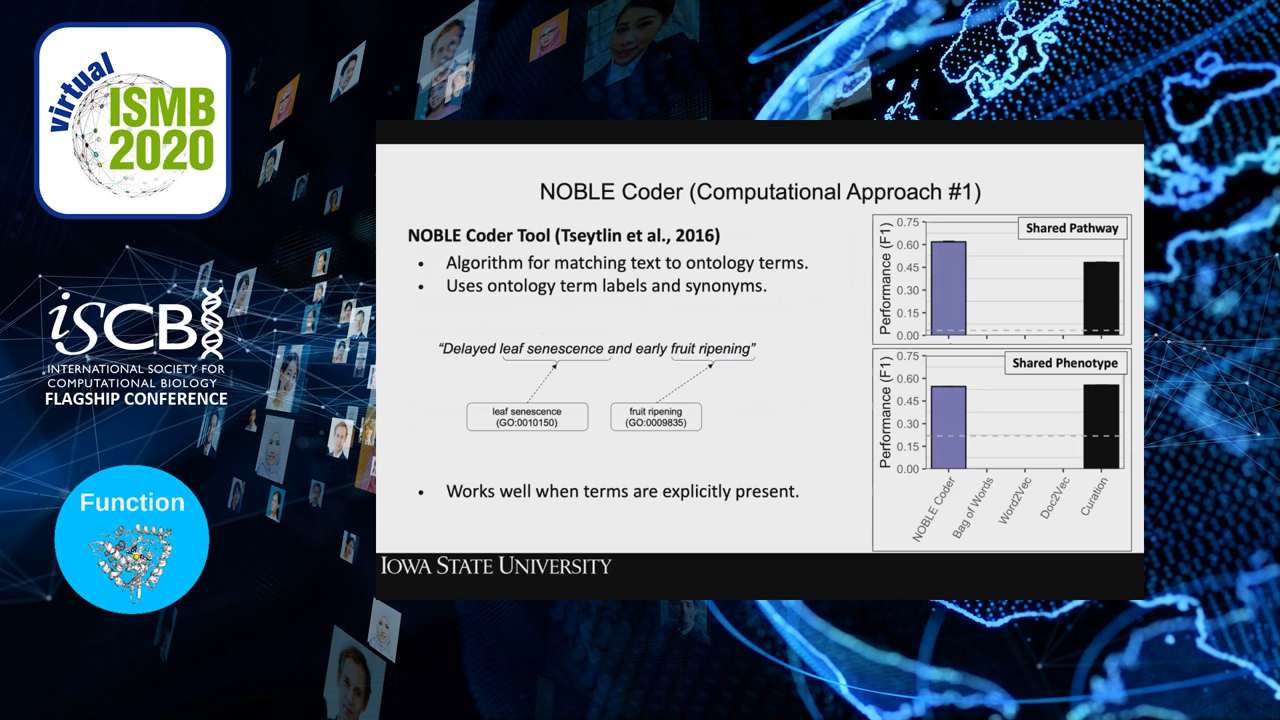 virtual
ISMB
2020
iSCB
INTERNATIONAL SOCIETY FOR
COMPUTATIONAL BIOLOGY
FLAGSHIP CONFERENCE
Function
NOBLE Coder (Computational Approach #1)
NOBLE Coder Tool (Tseytlin et al., 2016)
• Algorithm for matching text to ontology terms.
• Uses ontology term labels and synonyms.
“Delayed leaf senescence and early fruit ripening”
leaf senescence
(GO:0010150)
fruit ripening
(GO:0009835)
• Works well when terms are explicitly present.
Shared Pathway
Performance (F1)
0.75
0.60
0.45
0.30
0.15
0.00
Shared Phenotype
Performance (F1)
0.75
0.60
0.45
0.30
0.15
0.00
NOBLE Coder
Bag of Words
Word2Vec
Doc2Vec
Curation
IOWA STATE UNIVERSITY